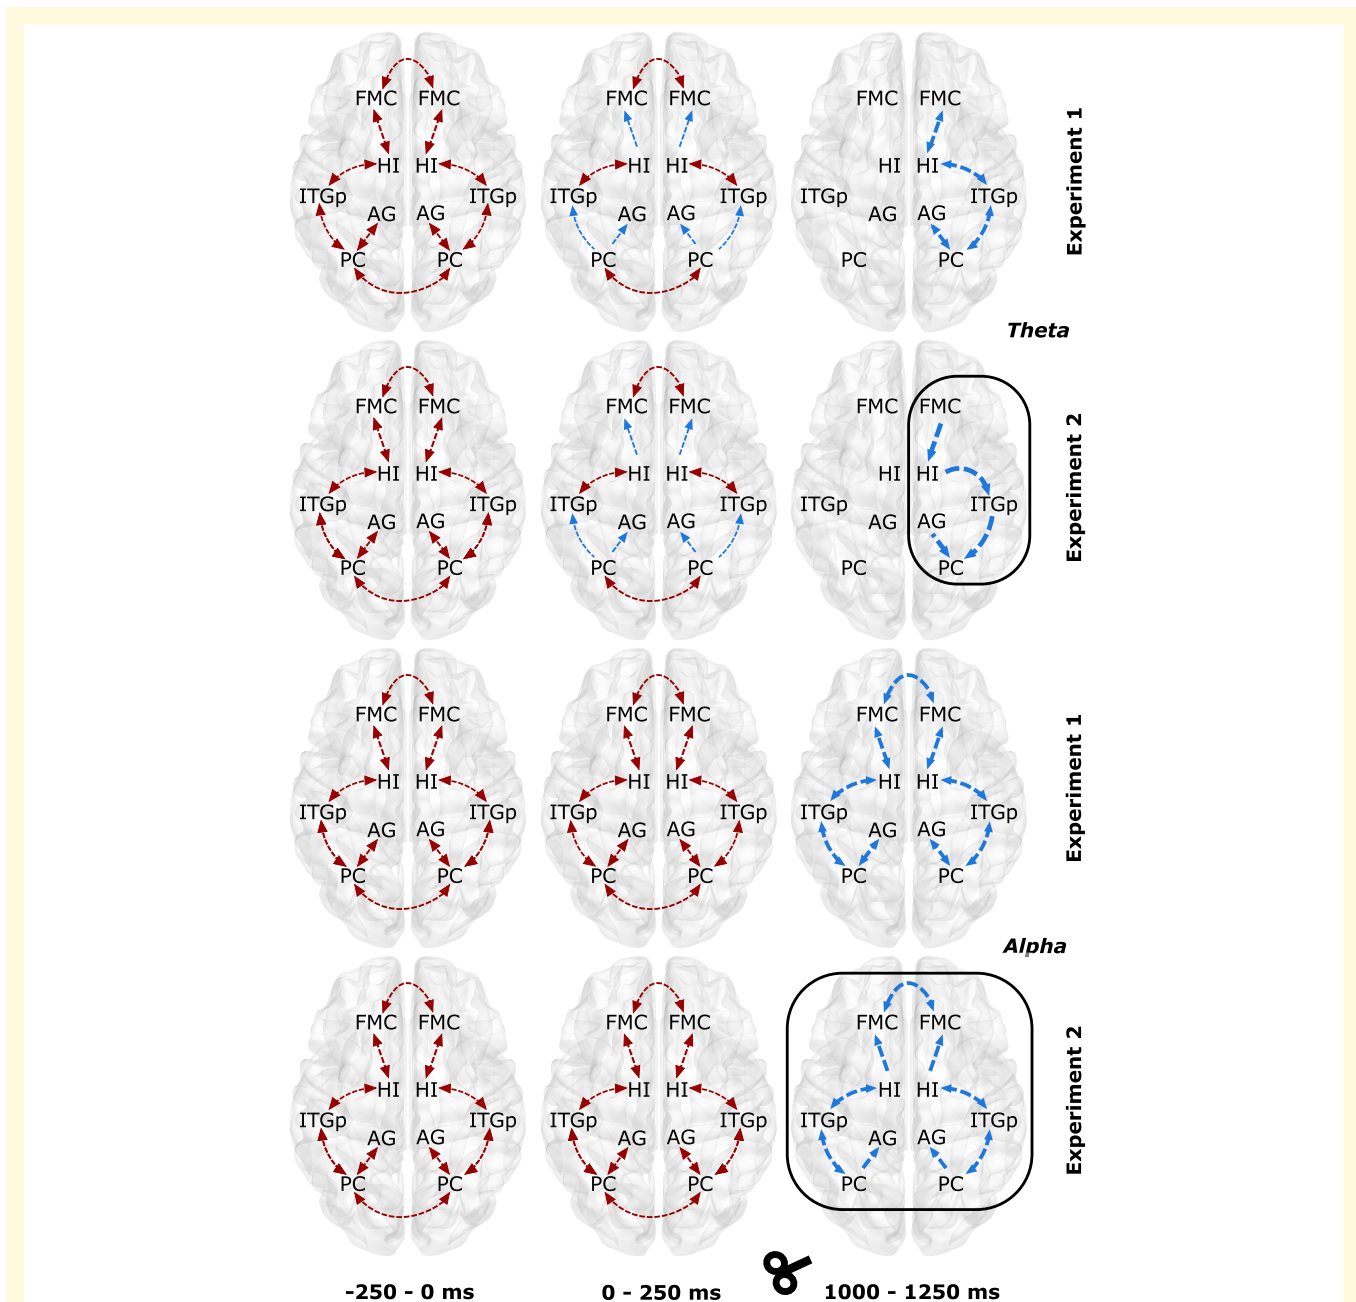 FMC FMC FMC FMC FMC FMC
HI HI HI HI HI HI
ITGp ITGp ITGp ITGp ITGp ITGp
AG AG AG AG AG AG
PC PC PC PC PC PC
Experiment 1
Theta
FMC FMC FMC FMC FMC FMC
HI HI HI HI HI HI
ITGp ITGp ITGp ITGp ITGp ITGp
AG AG AG AG AG AG
PC PC PC PC PC PC
Experiment 2
FMC FMC FMC FMC FMC FMC
HI HI HI HI HI HI
ITGp ITGp ITGp ITGp ITGp ITGp
AG AG AG AG AG AG
PC PC PC PC PC PC
Experiment 1
Alpha
FMC FMC FMC FMC FMC FMC
HI HI HI HI HI HI
ITGp ITGp ITGp ITGp ITGp ITGp
AG AG AG AG AG AG
PC PC PC PC PC PC
Experiment 2
-250 - 0 ms 0 - 250 ms 1000 - 1250 ms